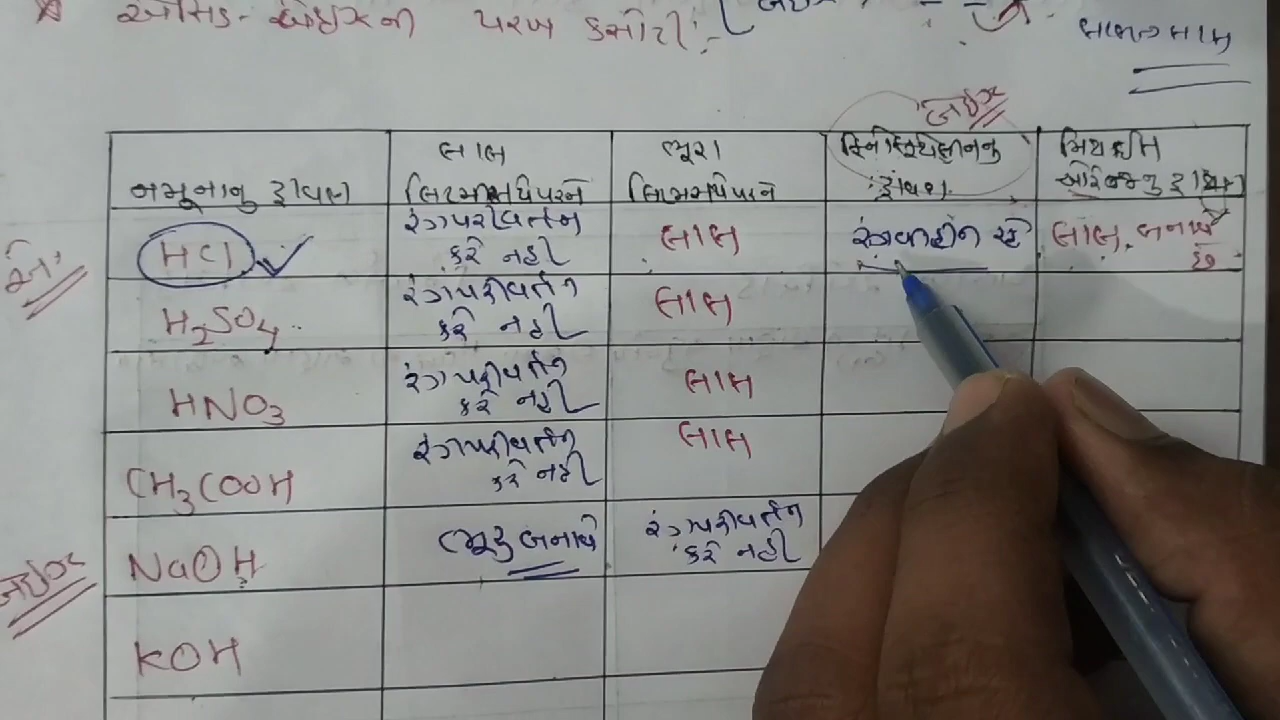 એસિડ-બેઇઝની પરખ કસોટી:-
લાભ લાલ
બેઇઝ
નમૂનાનુ દ્રાવણ
લાલ
લિટમસપેપરને
ભૂરા
લિટમસપેપરને
ફિનોલ્ફથેલીનનુ
દ્રાવણ
મિથાઈલ
ઓરેન્જનુ દ્રાવણ
HCl
રંગપરીવર્તન
કરે નહી
લાલ
રંગવિહીન રહે
લાલ બનાવે
છે
H2SO4
રંગપરીવર્તન
કરે નહી
લાલ
HNO3
રંગપરીવર્તન
કરે નહી
લાલ
CH3COOH
રંગપરીવર્તન
કરે નહી
લાલ
NaOH
ભૂરુ બનાવે
રંગપરીવર્તન
કરે નહી
બેઇઝ
KOH